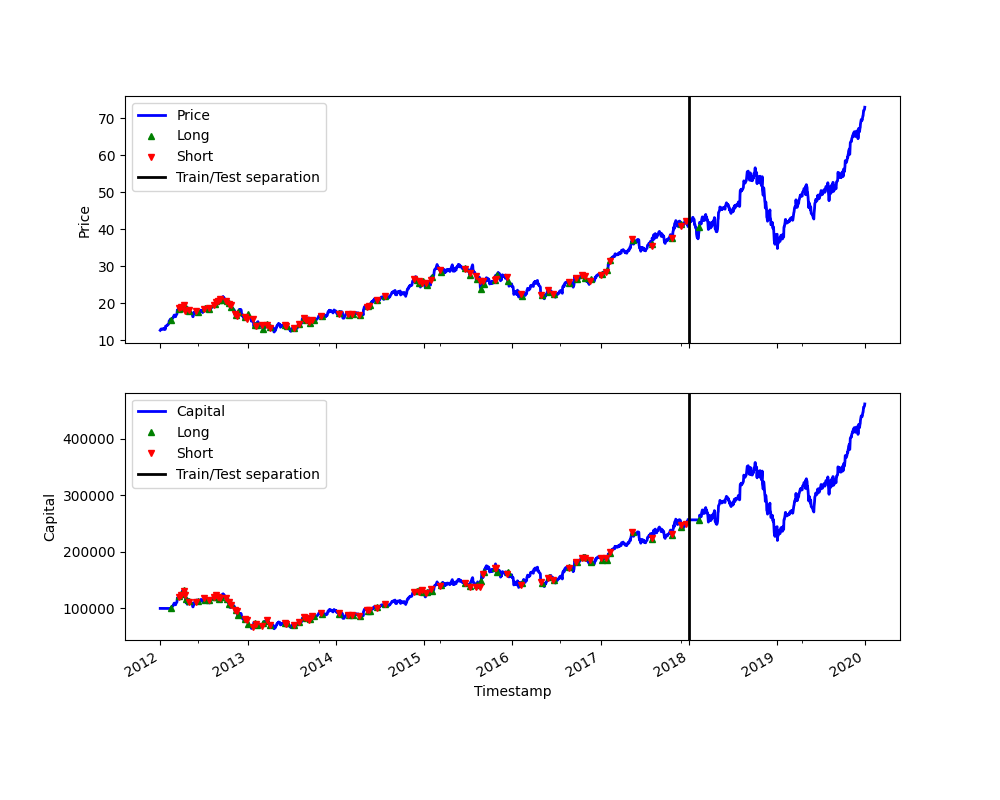 Price
Long
Short
Train/Test separation
70
60
50
40
30
20
10
Price
Capital
Long
Short
Train/Test separation
400000
300000
200000
100000
Capital
2012 2013 2014 2015 2016 2017 2018 2019 2020
Timestamp